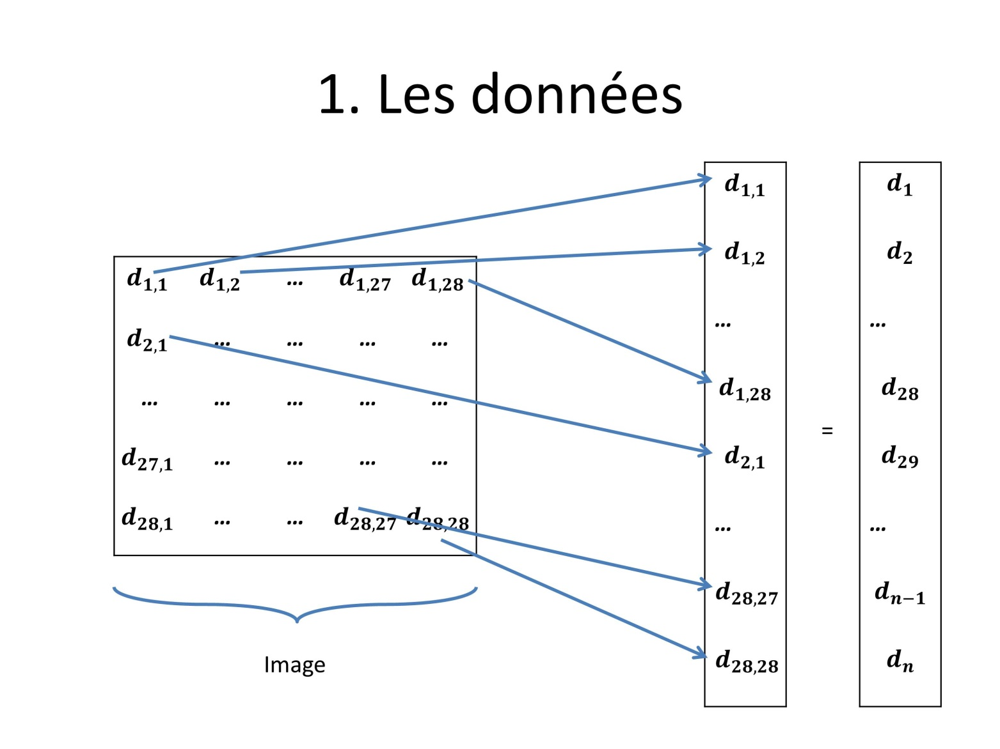 1. Les données
d1,1 d1,2 ... d1,27 d1,28
d2,1 ... ... ... ...
... ... ... ... ...
d27,1 ... ... ... ...
d28,1 ... ... d28,27 d28,28
Image
d1,1
d1,2
...
d1,28
d2,1
...
d28,27
d28,28
=
d1
d2
...
d28
d29
...
dn−1
dn